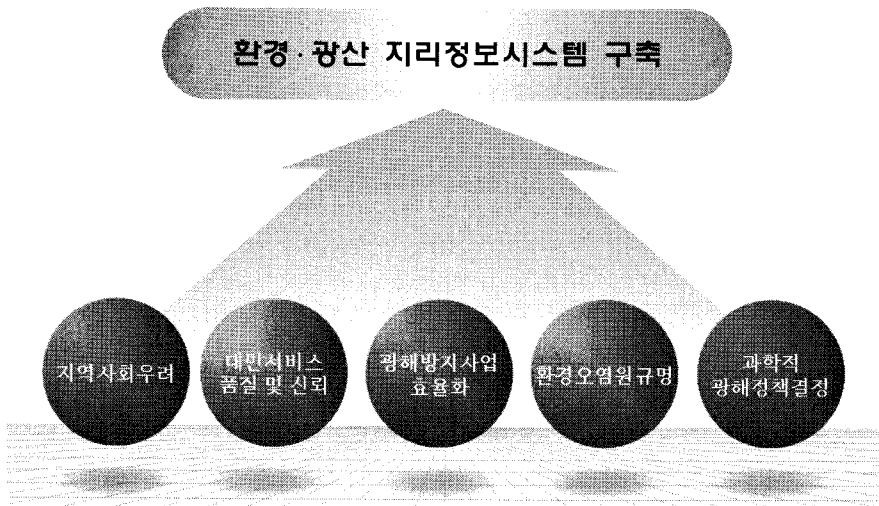 환경·광산 지리정보시스템 구축
지역사회우려
대민서비스
품질 및 신뢰
광해방지사업
효율화
환경오염원규명
과학적
광해정책결정